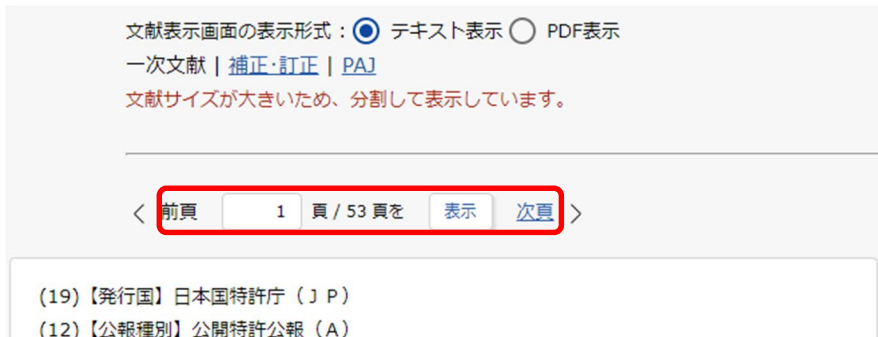 文献表示画面の表示形式：テキスト表示 PDF表示
一次文献 | 補正･訂正 | PAJ
文献サイズが大きいため、分割して表示しています。
前頁 1 頁 / 53 頁を 表示 次頁
(19)【発行国】日本国特許庁（ＪＰ）
(12)【公報種別】公開特許公報（Ａ）